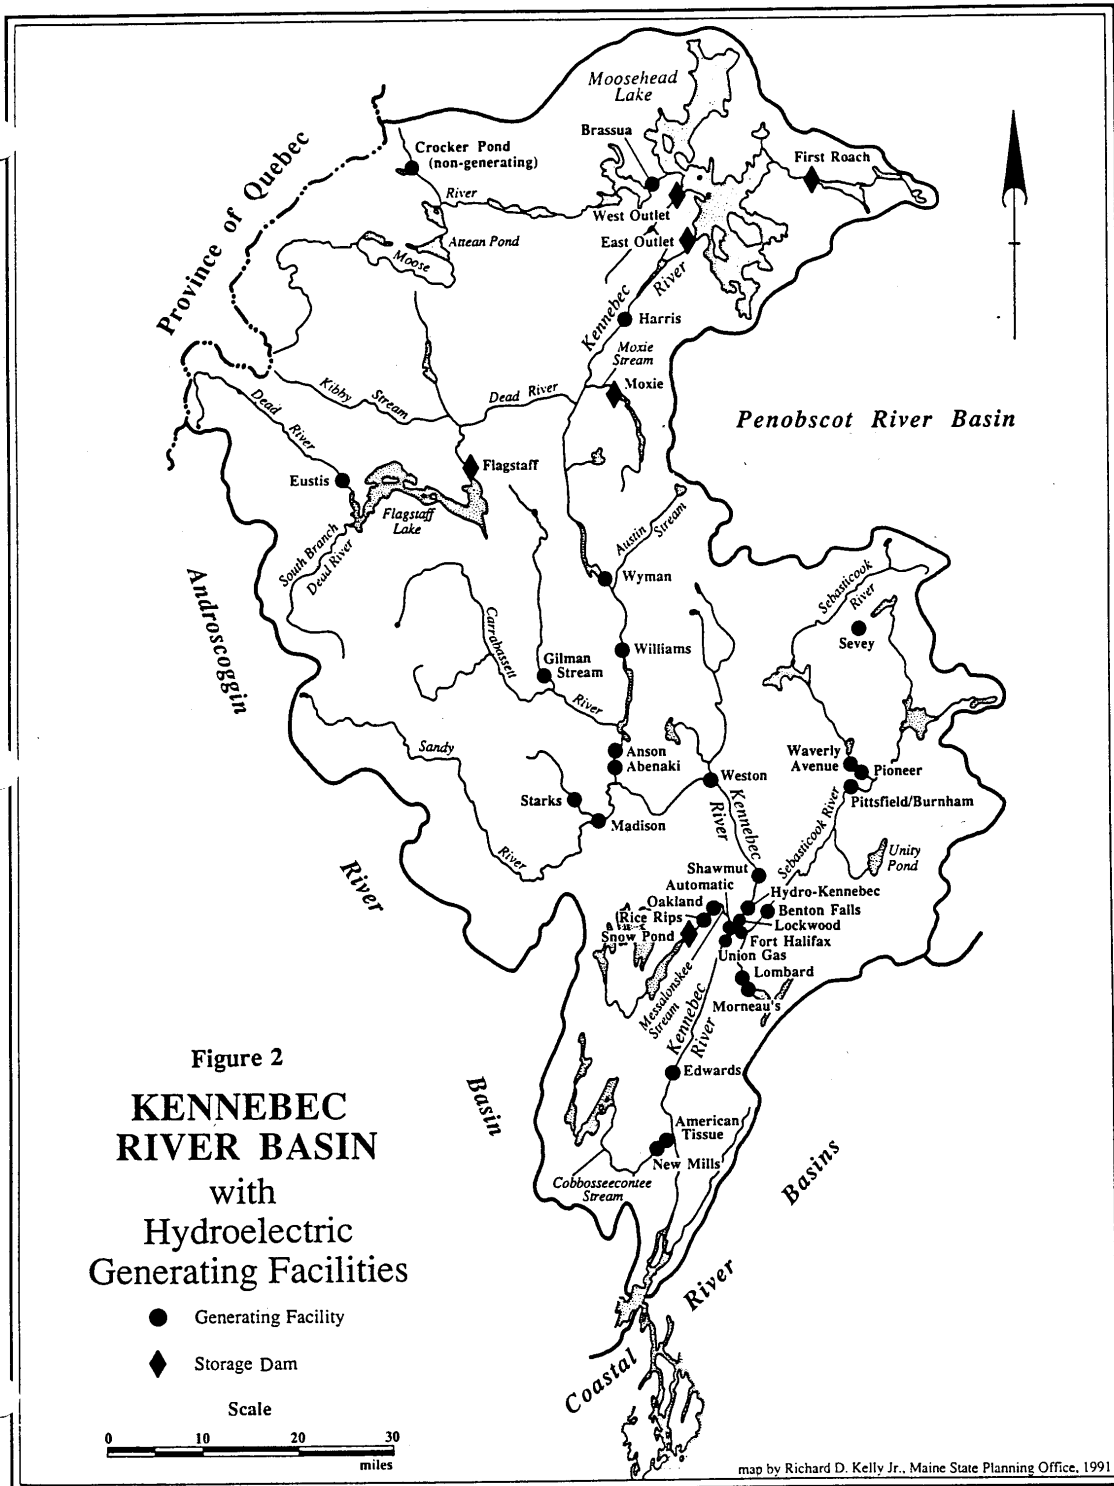 Moosehead
Lake
Brassua
Crocker Pond
(non-generating)
First Roach
River
West Outlet
East Outlet
Attean Pond
Moose
Province of Quebec
River
Kennebec
Harris
Moxie
Stream
Moxie
Kibby
Stream
Dead River
Dead
River
Penobscot River Basin
Eustis
Flagstaff
Flagstaff
Lake
South Branch
Dead River
Austin
Stream
Wyman
Sebasticook
River
Sevey
Androscoggin
Carrabassett
Williams
Gilman
Stream
River
Sandy
Anson
Abenaki
Weston
Waverly
Avenue
Pioneer
Pittsfield/Burnham
Starks
Madison
Kennebec
River
Sebasticook River
Unity
Pond
River
River
Shawmut
Automatic
Hydro-Kennebec
Oakland
Benton Falls
Rice Rips
Lockwood
Snow Pond
Fort Halifax
Union Gas
Lombard
Messalonskee
Stream
Morneau's
Kennebec
River
Edwards
Basin
American
Tissue
New Mills
Cobbosseecontee
Stream
Basins
River
Coastal
Figure 2
KENNEBEC
RIVER BASIN
with
Hydroelectric
Generating Facilities
Generating Facility
Storage Dam
Scale
0 10 20 30
miles
map by Richard D. Kelly Jr., Maine State Planning Office, 1991